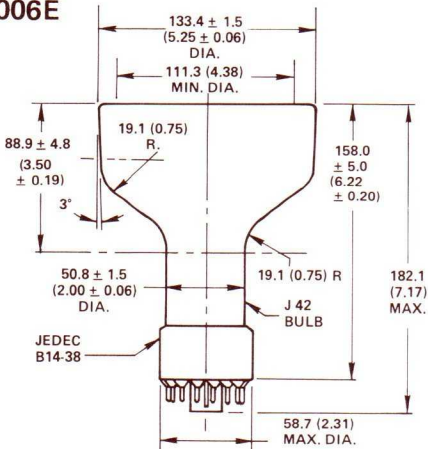 006E
133.4 ± 1.5
(5.25 ± 0.06)
DIA.
111.3 (4.38)
MIN. DIA.
88.9 ± 4.8
(3.50
± 0.19)
19.1 (0.75)
R.
3°
158.0
± 5.0
(6.22
± 0.20)
182.1
(7.17)
MAX.
50.8 ± 1.5
(2.00 ± 0.06)
DIA.
19.1 (0.75) R
J 42
BULB
JEDEC
B14-38
58.7 (2.31)
MAX. DIA.